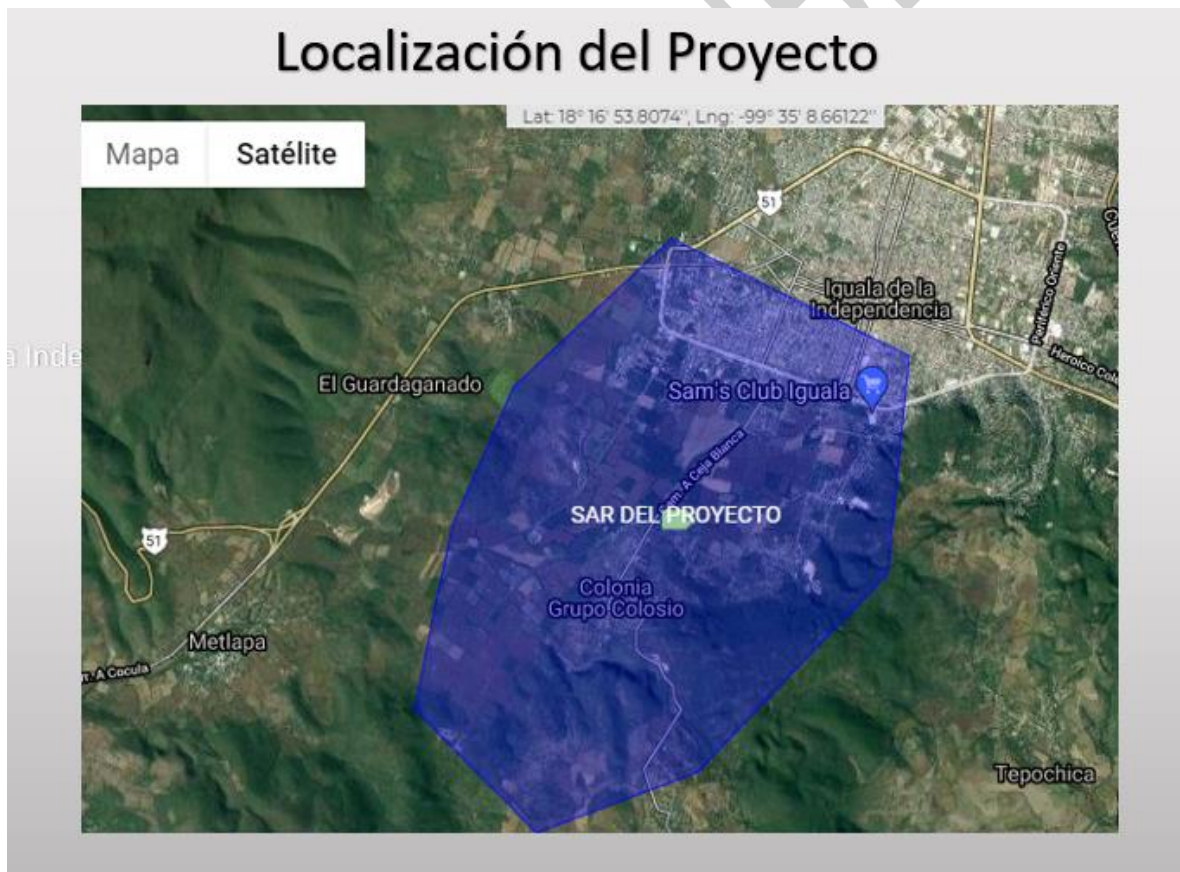 Localización del Proyecto
Lat: 18° 16' 53.8074", Lng: -99° 35' 8.66122"
Mapa
Satélite
51
Iguala de la
Independencia
Periférico Oriente
Heroico Cole
a Inde
El Guardaganado
Sam's Club Iguala
Cam. A Ceja Blanca
SAR DEL PROYECTO
51
Colonia
Grupo Colosio
Metlapa
rr. A Cocula
Tepochica